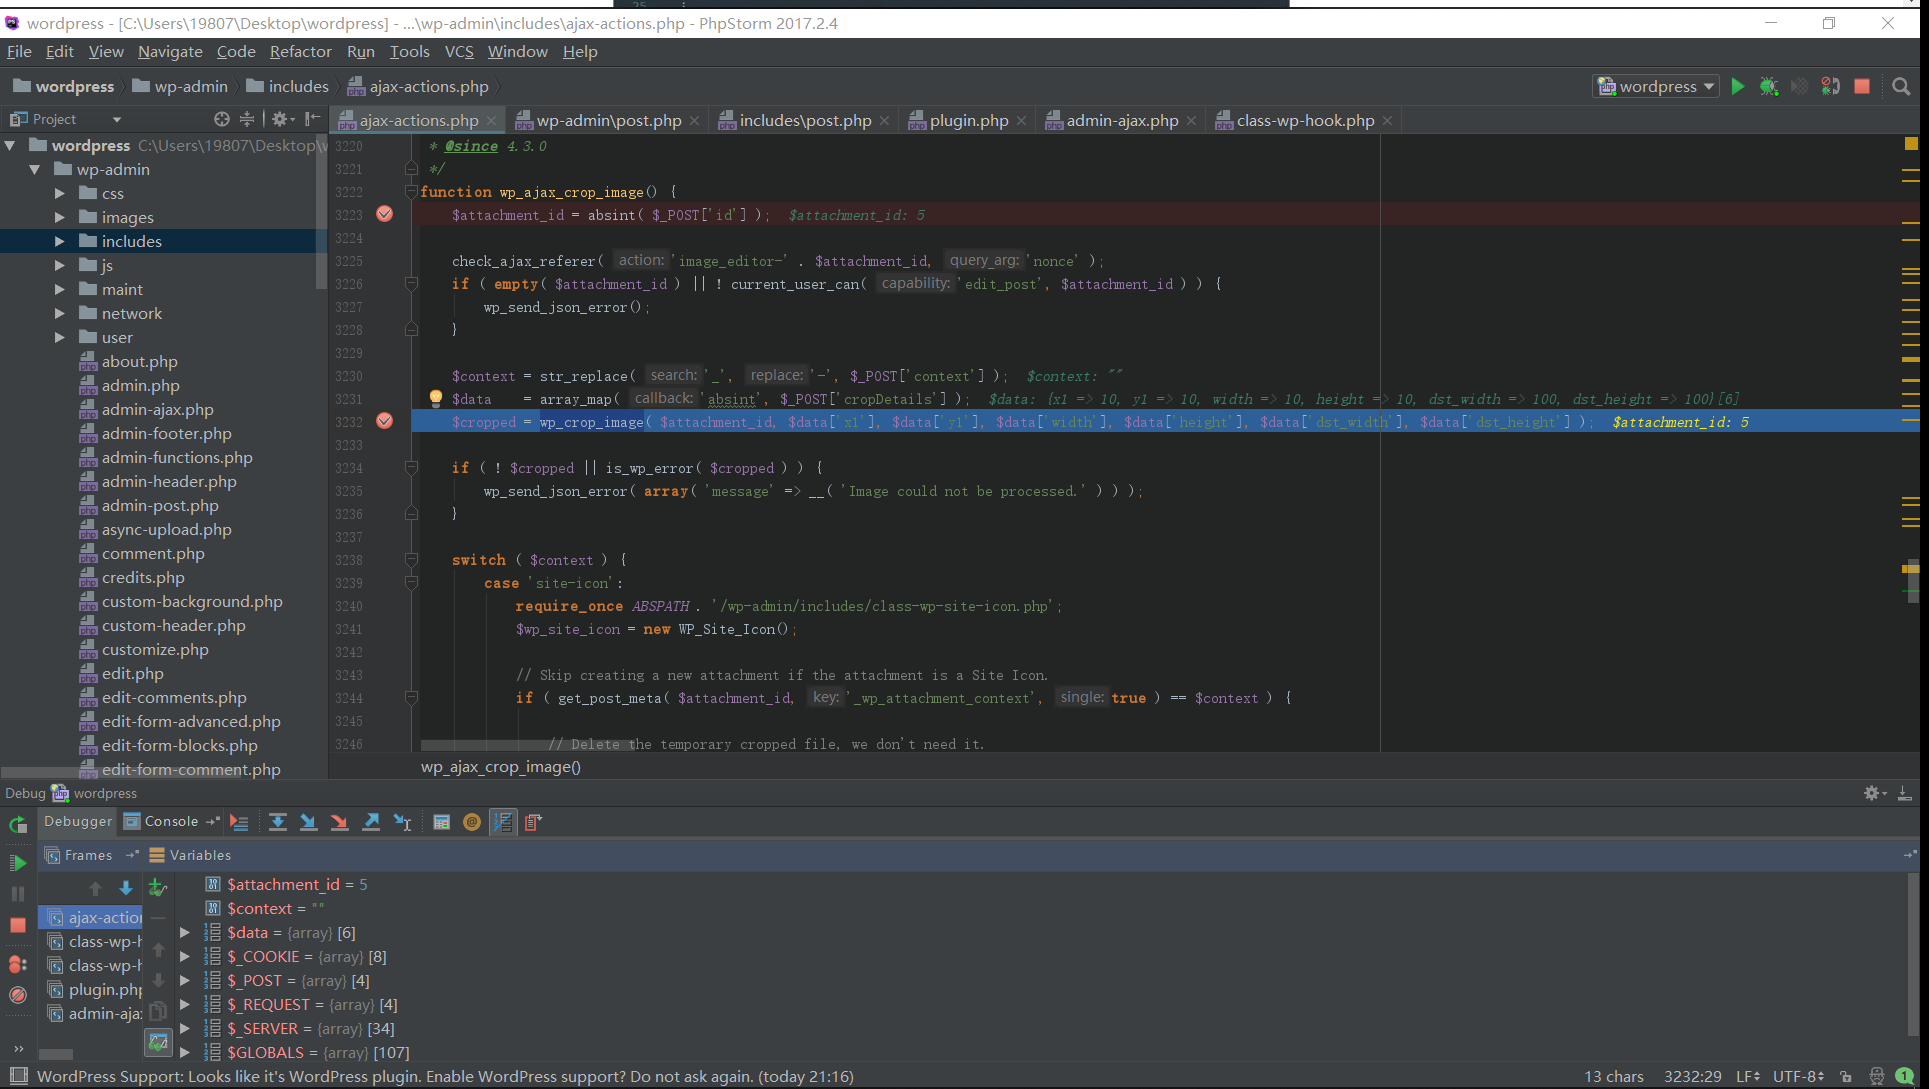 25
wordpress - [C:\Users\19807\Desktop\wordpress] - ...\wp-admin\includes\ajax-actions.php - PhpStorm 2017.2.4
File Edit View Navigate Code Refactor Run Tools VCS Window Help
wordpress wp-admin includes ajax-actions.php wordpress
Project
ajax-actions.php wp-admin\post.php includes\post.php plugin.php admin-ajax.php class-wp-hook.php
wordpress C:\Users\19807\Desktop\w
wp-admin
css
images
includes
js
maint
network
user
about.php
admin.php
admin-ajax.php
admin-footer.php
admin-functions.php
admin-header.php
admin-post.php
async-upload.php
comment.php
credits.php
custom-background.php
custom-header.php
customize.php
edit.php
edit-comments.php
edit-form-advanced.php
edit-form-blocks.php
edit-form-comment.php
3220 * @since 4.3.0
3221 */
3222 function wp_ajax_crop_image() {
3223 $attachment_id = absint( $_POST['id'] ); $attachment_id: 5
3224
3225 check_ajax_referer( action: 'image_editor-' . $attachment_id, query_arg: 'nonce' );
3226 if ( empty( $attachment_id ) || ! current_user_can( capability: 'edit_post', $attachment_id ) ) {
3227 wp_send_json_error();
3228 }
3229
3230 $context = str_replace( search: '_', replace: '-', $_POST['context'] ); $context: ""
3231 $data = array_map( callback: 'absint', $_POST['cropDetails'] ); $data: {x1 => 10, y1 => 10, width => 10, height => 10, dst_width => 100, dst_height => 100}[6]
3232 $cropped = wp_crop_image( $attachment_id, $data['x1'], $data['y1'], $data['width'], $data['height'], $data['dst_width'], $data['dst_height'] ); $attachment_id: 5
3233
3234 if ( ! $cropped || is_wp_error( $cropped ) ) {
3235 wp_send_json_error( array( 'message' => __( 'Image could not be processed.' ) ) );
3236 }
3237
3238 switch ( $context ) {
3239 case 'site-icon':
3240 require_once ABSPATH . '/wp-admin/includes/class-wp-site-icon.php';
3241 $wp_site_icon = new WP_Site_Icon();
3242
3243 // Skip creating a new attachment if the attachment is a Site Icon.
3244 if ( get_post_meta( $attachment_id, key: '_wp_attachment_context', single: true ) == $context ) {
3245
3246 // Delete the temporary cropped file, we don't need it.
wp_ajax_crop_image()
Debug wordpress
Debugger Console
Frames Variables
ajax-action
class-wp-h
class-wp-h
plugin.php
admin-ajax
$attachment_id = 5
$context = ""
$data = {array} [6]
$_COOKIE = {array} [8]
$_POST = {array} [4]
$_REQUEST = {array} [4]
$_SERVER = {array} [34]
$GLOBALS = {array} [107]
WordPress Support: Looks like it's WordPress plugin. Enable WordPress support? Do not ask again. (today 21:16) 13 chars 3232:29 LF UTF-8 1